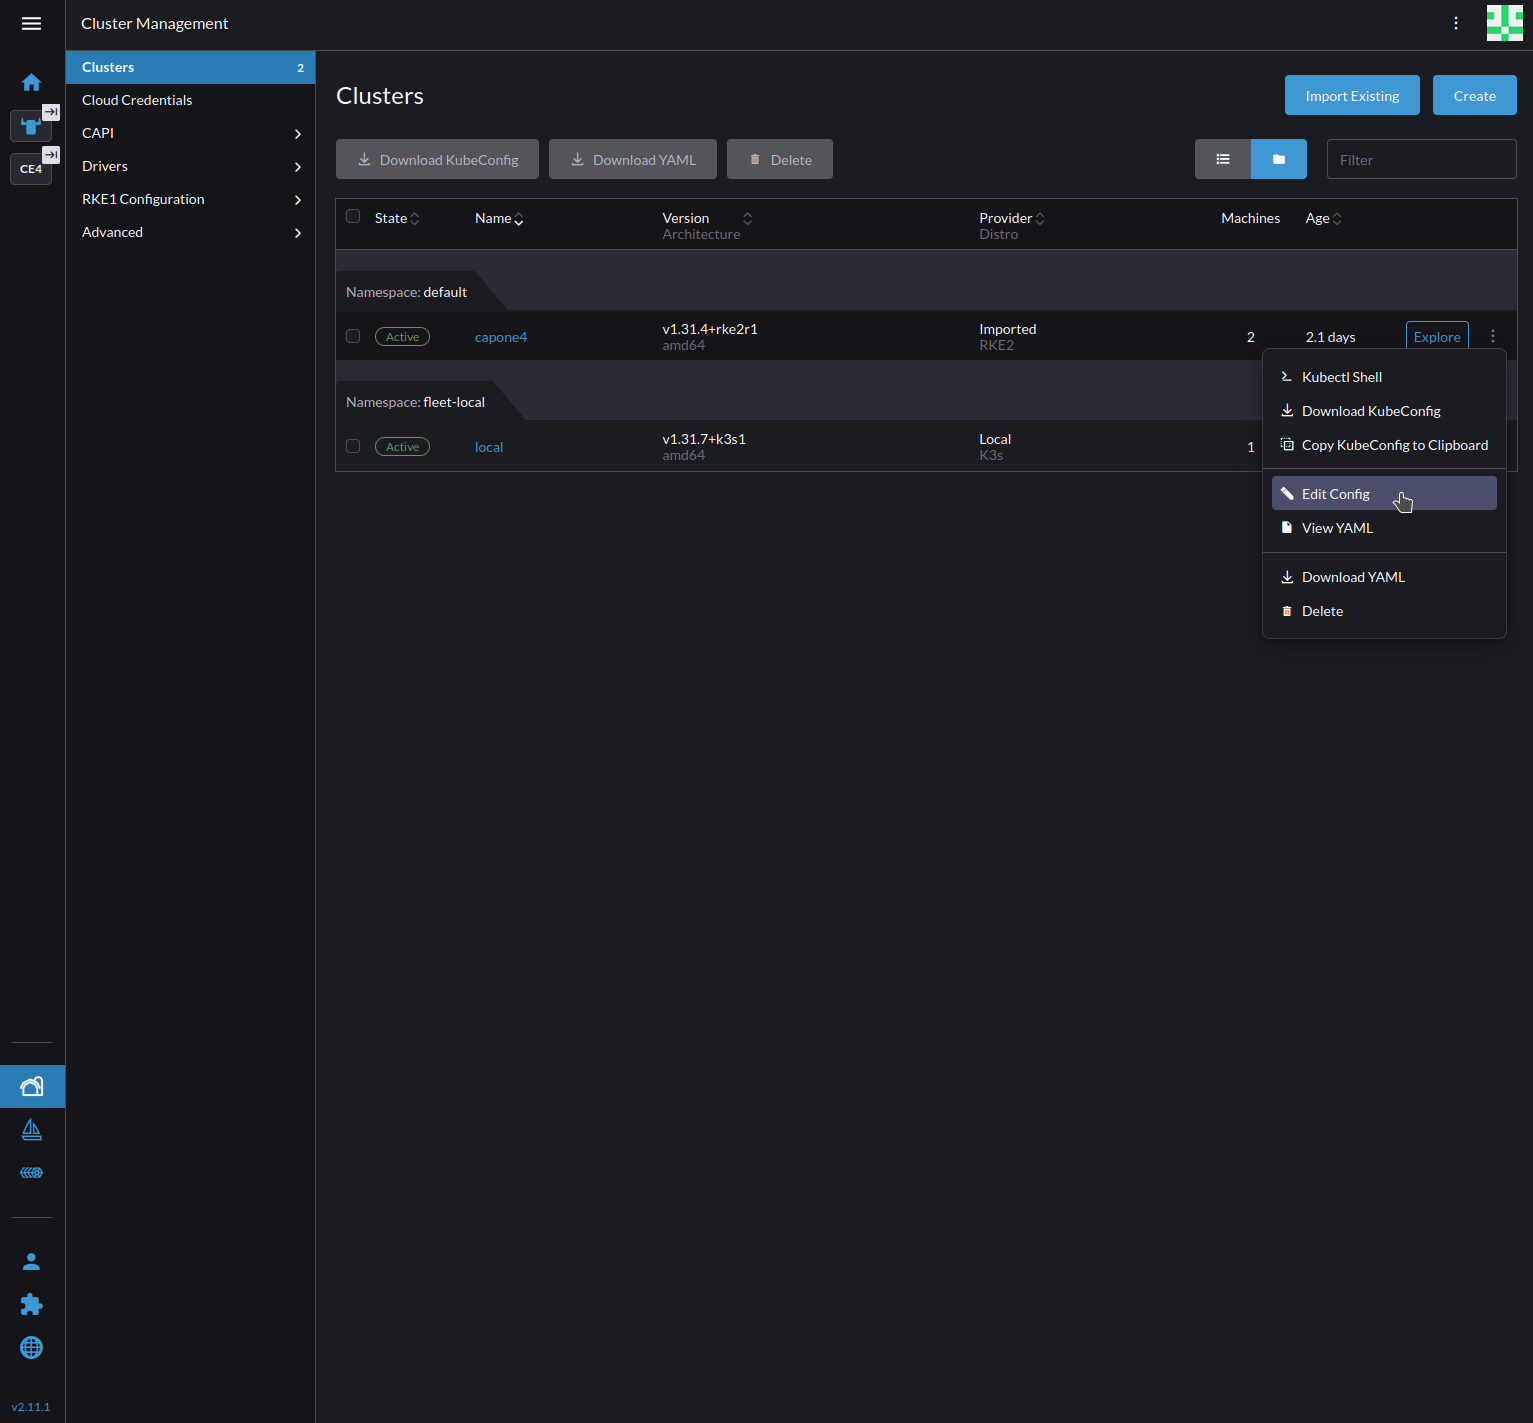 Cluster Management
CE4
Clusters 2
Cloud Credentials
CAPI
Drivers
RKE1 Configuration
Advanced
v2.11.1
Clusters
Import Existing
Create
Download KubeConfig
Download YAML
Delete
Filter
State Name Version Provider Machines Age
Architecture Distro
Namespace: default
Active capone4 v1.31.4+rke2r1 Imported 2 2.1 days Explore
amd64 RKE2
Namespace: fleet-local
Active local v1.31.7+k3s1 Local 1
amd64 K3s
Kubectl Shell
Download KubeConfig
Copy KubeConfig to Clipboard
Edit Config
View YAML
Download YAML
Delete